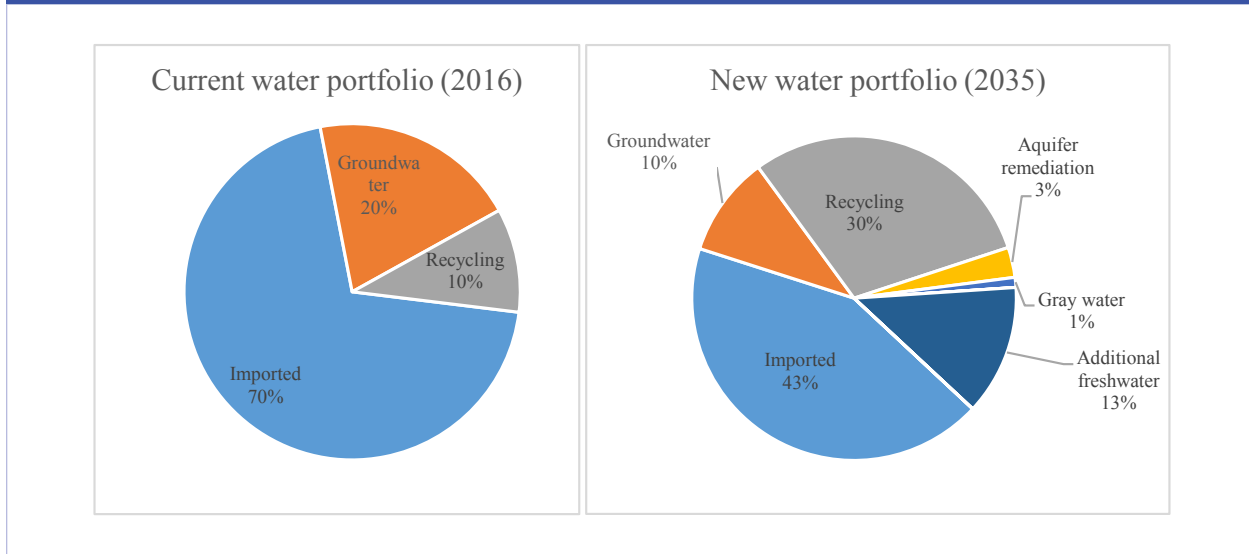 Current water portfolio (2016)
Groundwa
ter
20%
Recycling
10%
Imported
70%
New water portfolio (2035)
Groundwater
10%
Recycling
30%
Aquifer
remediation
3%
Gray water
1%
Additional
freshwater
13%
Imported
43%